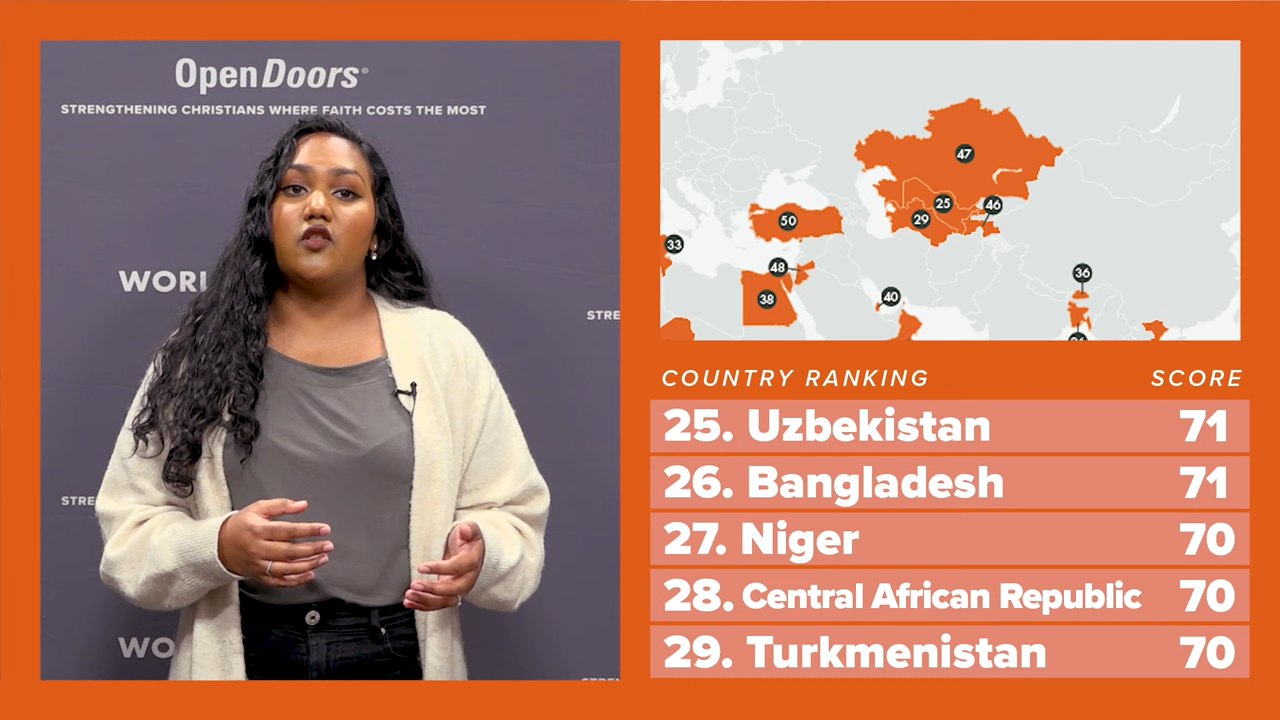 OpenDoors®
STRENGTHENING CHRISTIANS WHERE FAITH COSTS THE MOST
WORL
STRE
STRE
WO
47
25
46
29
50
33
48
38
40
36
COUNTRY RANKING SCORE
25. Uzbekistan 71
26. Bangladesh 71
27. Niger 70
28. Central African Republic 70
29. Turkmenistan 70